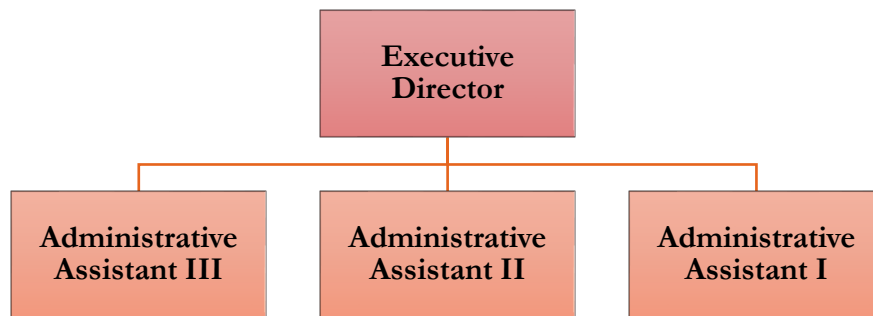 Executive
Director
Administrative
Assistant III
Administrative
Assistant II
Administrative
Assistant I